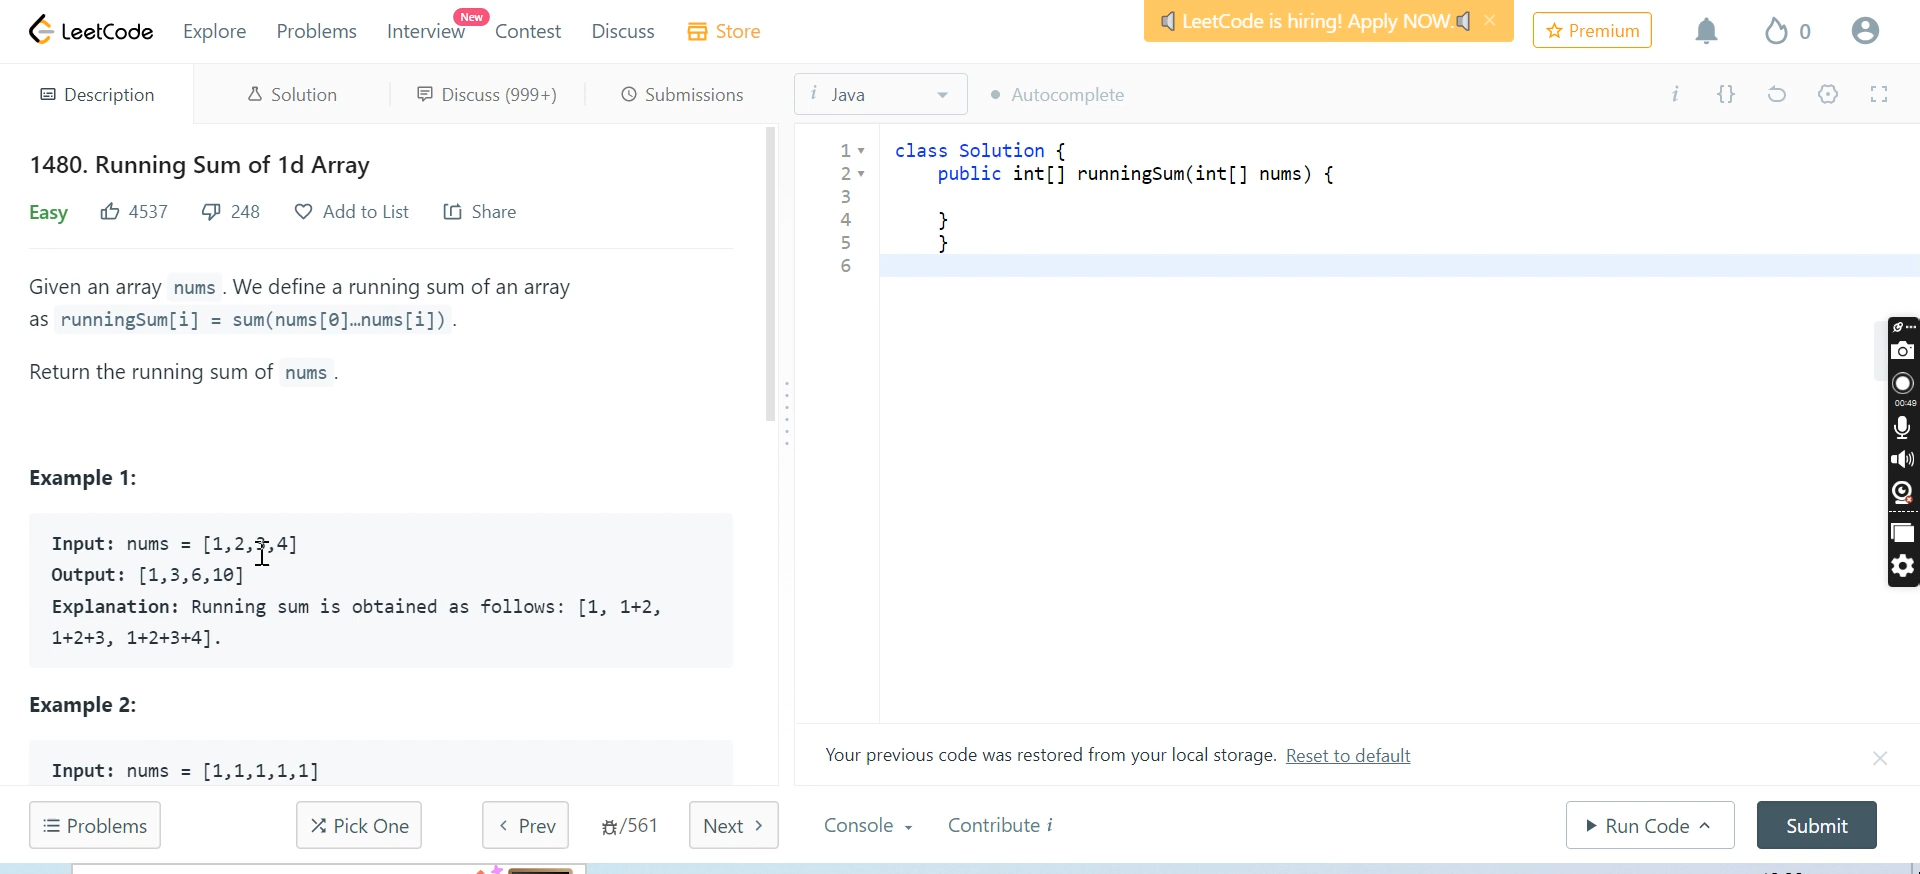 LeetCode Explore Problems Interview New Contest Discuss Store LeetCode is hiring! Apply NOW. × Premium 0
Description Solution Discuss (999+) Submissions i Java Autocomplete i {}
1480. Running Sum of 1d Array
Easy 4537 248 Add to List Share
Given an array nums. We define a running sum of an array
as runningSum[i] = sum(nums[0]…nums[i]).
Return the running sum of nums.
Example 1:
Input: nums = [1,2,3,4]
Output: [1,3,6,10]
Explanation: Running sum is obtained as follows: [1, 1+2,
1+2+3, 1+2+3+4].
Example 2:
Input: nums = [1,1,1,1,1]
1 class Solution {
2 public int[] runningSum(int[] nums) {
3
4 }
5 }
6
00:49
Your previous code was restored from your local storage. Reset to default
Problems Pick One Prev /561 Next Console Contribute i Run Code Submit